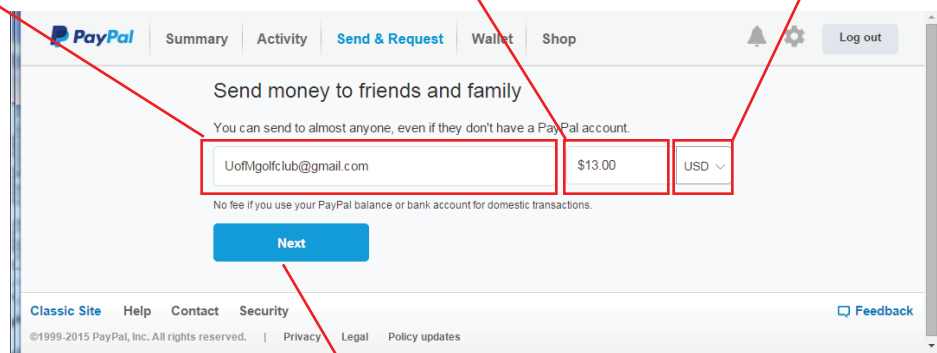 PayPal Summary Activity Send & Request Wallet Shop Log out
Send money to friends and family
You can send to almost anyone, even if they don't have a PayPal account.
UofMgolfclub@gmail.com $13.00 USD
No fee if you use your PayPal balance or bank account for domestic transactions.
Next
Classic Site Help Contact Security Feedback
©1999-2015 PayPal, Inc. All rights reserved. | Privacy Legal Policy updates